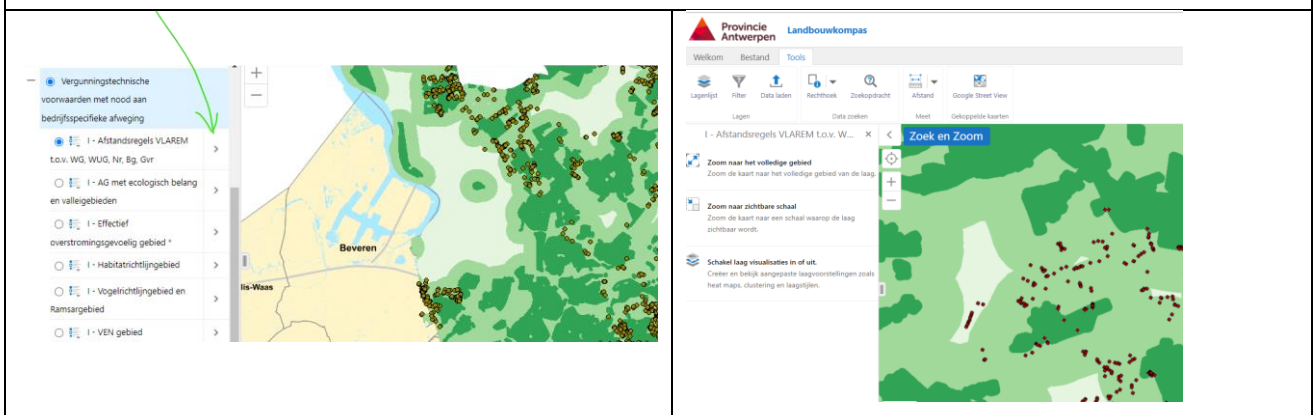 Vergunningstechnische
voorwaarden met nood aan
bedrijfsspecifieke afweging
I - Afstandsregels VLAREM
t.o.v. WG, WUG, Nr, Bg, Gvr
I - AG met ecologisch belang
en valleigebieden
I - Effectief
overstromingsgevoelig gebied *
I - Habitatrichtlijngebied
I - Vogelrichtlijngebied en
Ramsargebied
I - VEN gebied
Beveren
lis-Waas
Provincie
Antwerpen
Landbouwkompas
Welkom Bestand Tools
Lagenlijst Filter Data laden Rechthoek Zoekopdracht Afstand Google Street View
Lagen Data zoeken Meet Gekoppelde kaarten
I - Afstandsregels VLAREM t.o.v. W...
Zoek en Zoom
Zoom naar het volledige gebied
Zoom de kaart naar het volledige gebied van de laag.
Zoom naar zichtbare schaal
Zoom de kaart naar een schaal waarop de laag
zichtbaar wordt.
Schakel laag visualisaties in of uit.
Creëer en bekijk aangepaste laagvoorstellingen zoals
heat maps, clustering en laagstijlen.